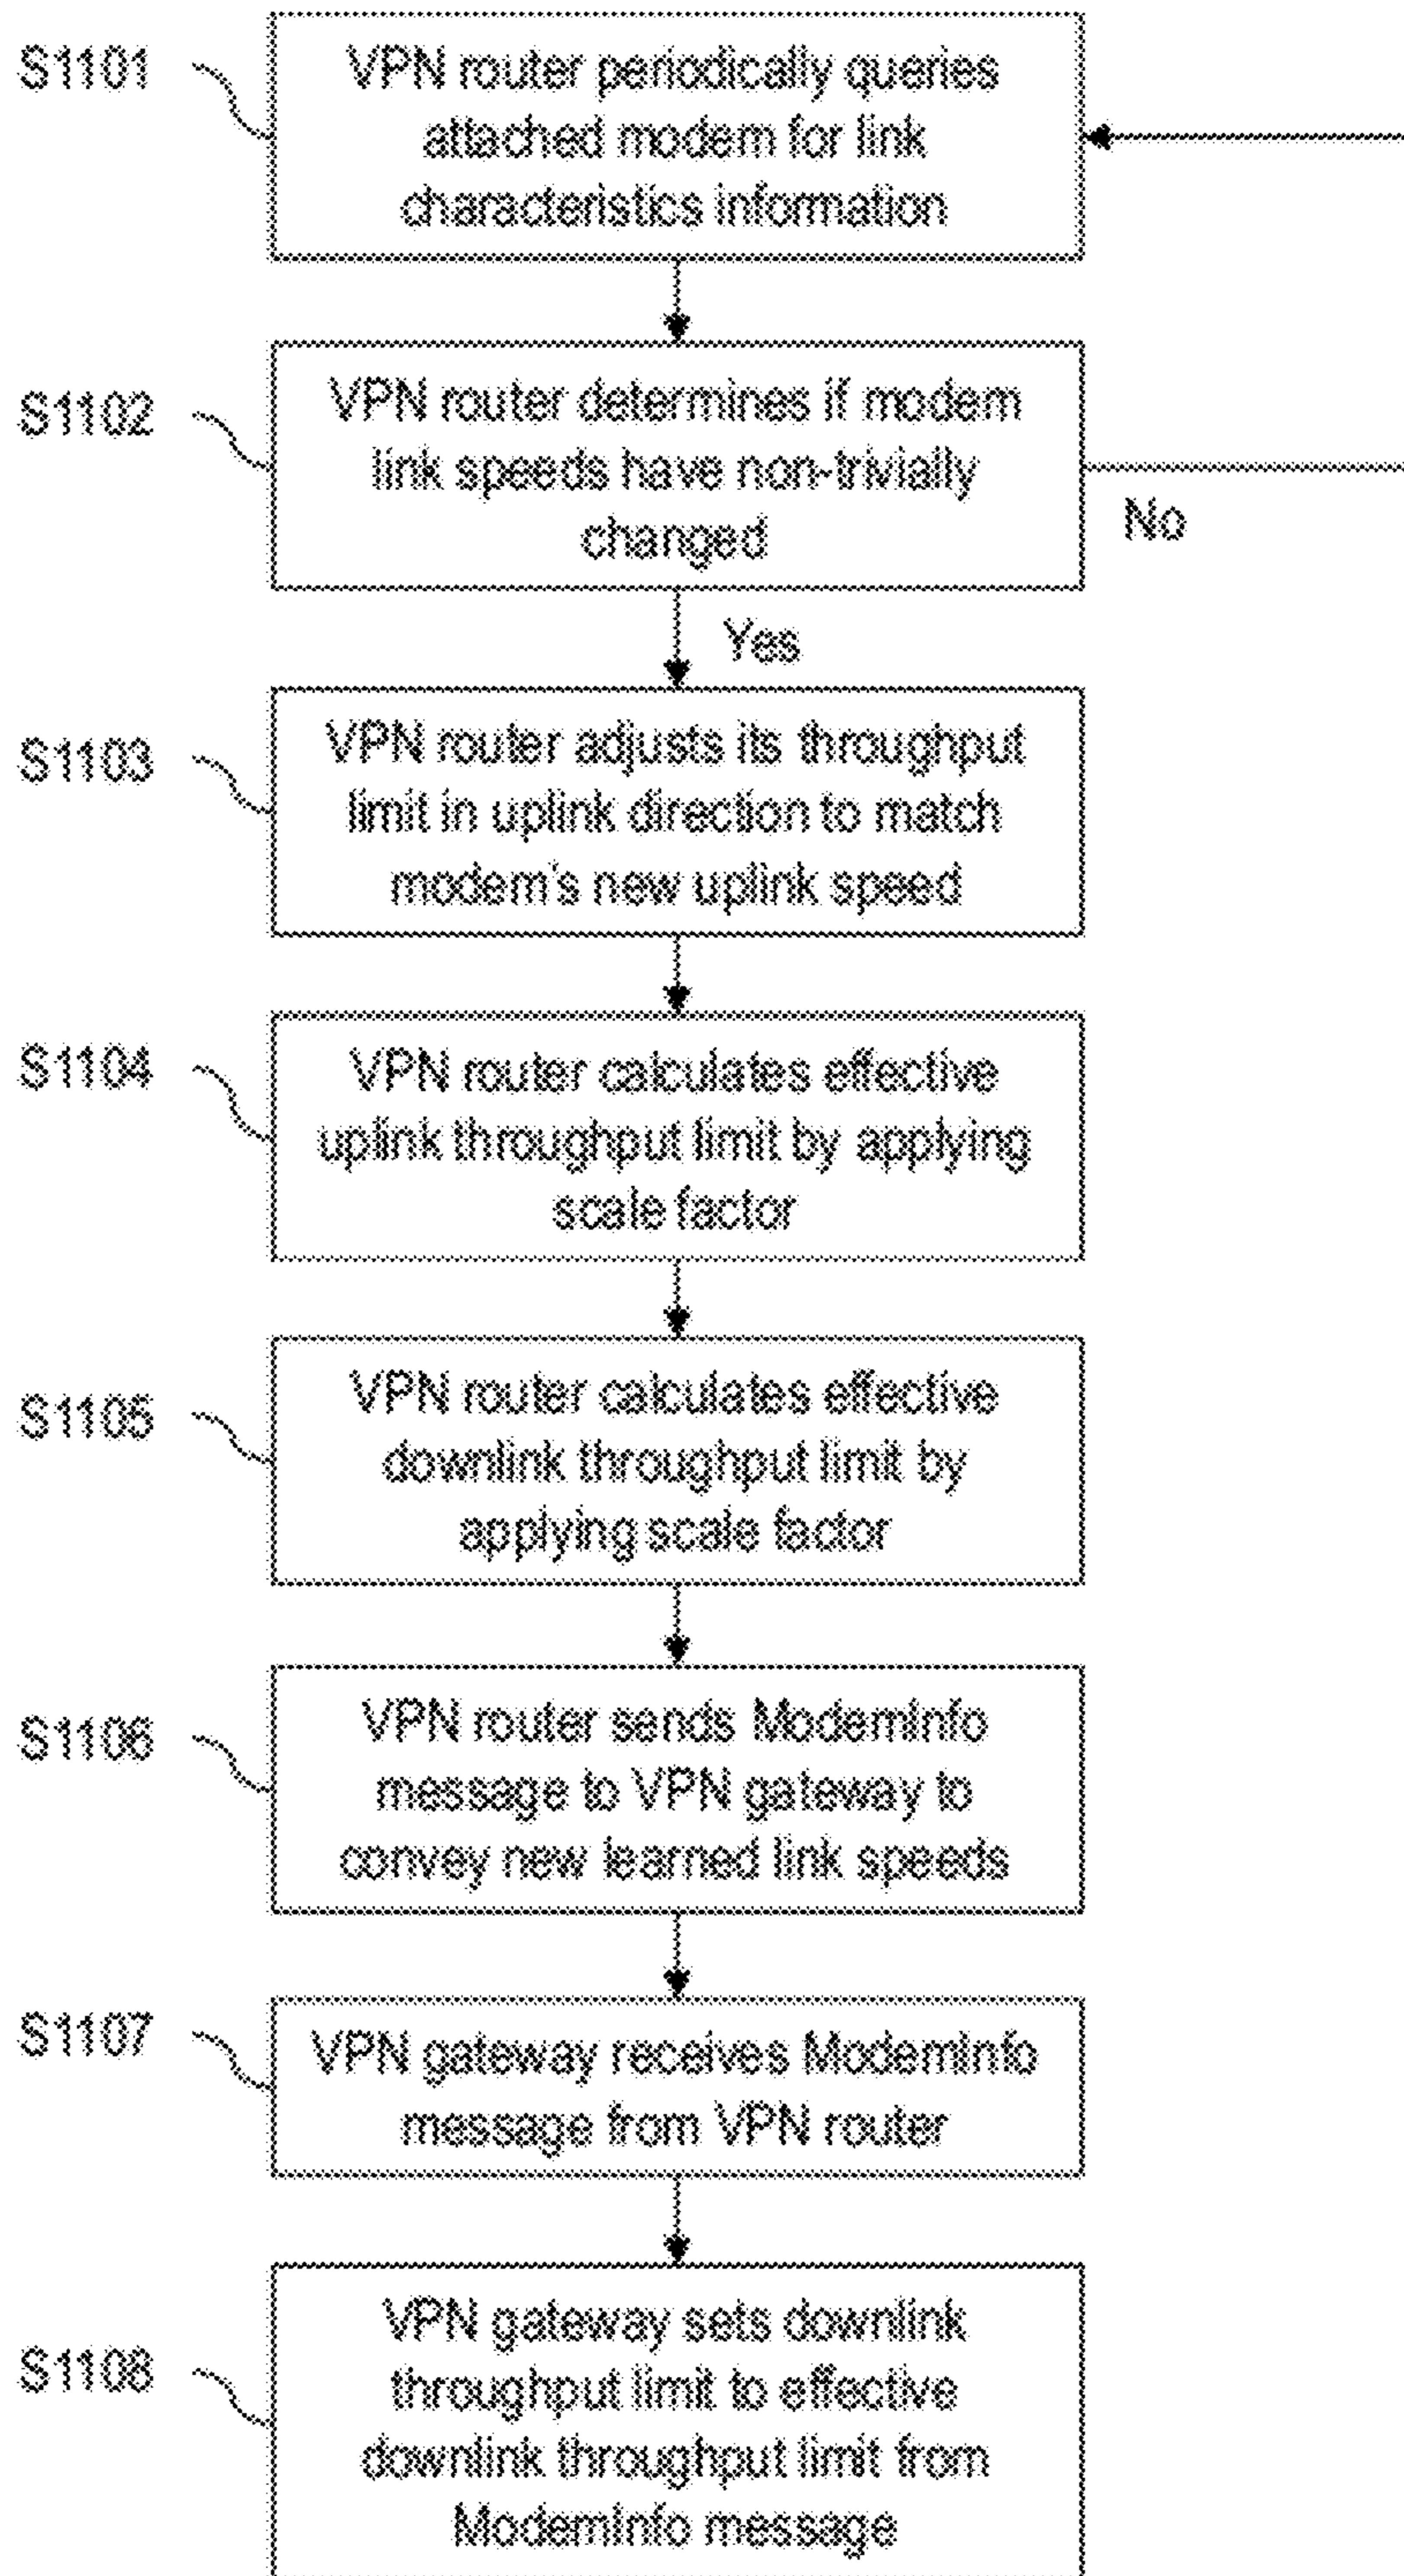 S1101
VPN router periodically queries
attached modem for link
characteristics information
S1102
VPN router determines if modem
link speeds have non-trivially
changed
No
Yes
S1103
VPN router adjusts its throughput
limit in uplink direction to match
modem's new uplink speed
S1104
VPN router calculates effective
uplink throughput limit by applying
scale factor
S1105
VPN router calculates effective
downlink throughput limit by
applying scale factor
S1106
VPN router sends ModemInfo
message to VPN gateway to
convey new learned link speeds
S1107
VPN gateway receives ModemInfo
message from VPN router
S1108
VPN gateway sets downlink
throughput limit to effective
downlink throughput limit from
ModemInfo message